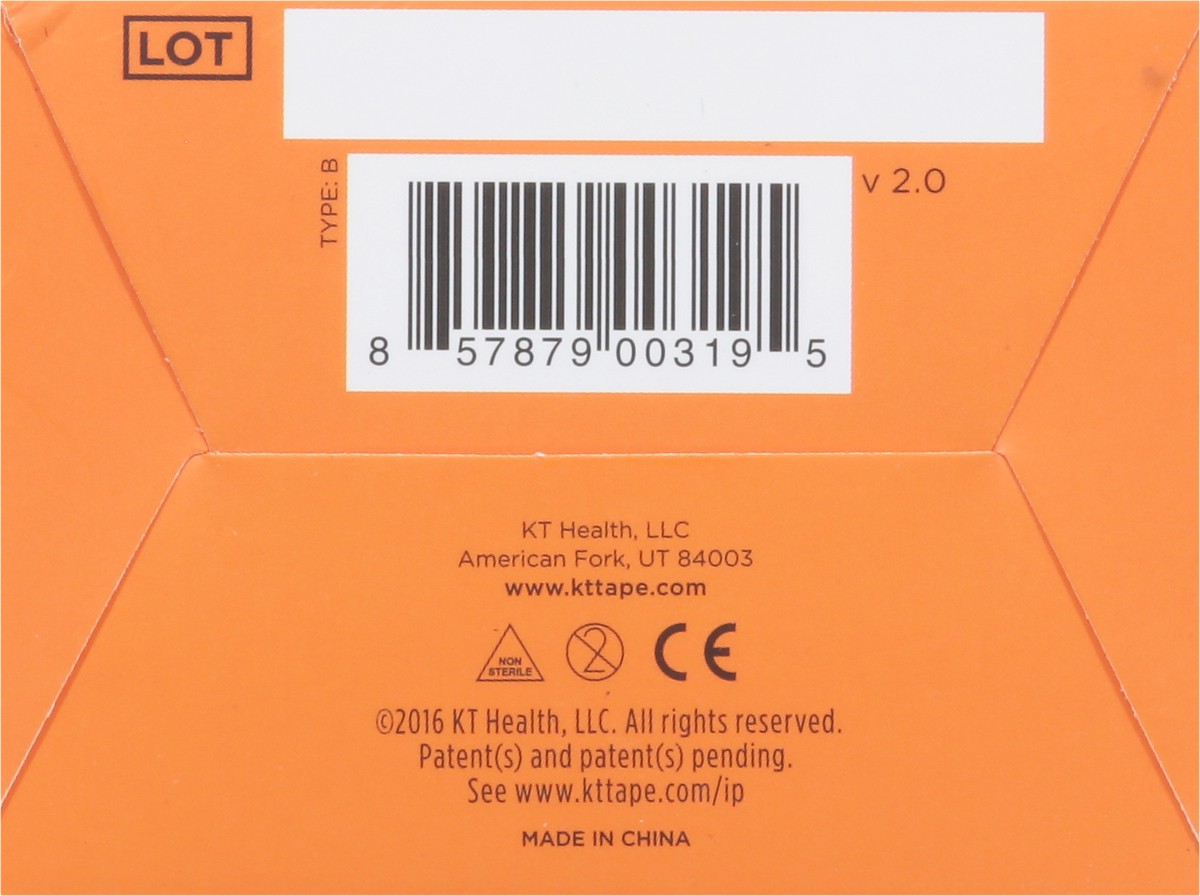 LOT
TYPE: B
v 2.0
8 57879 00319 5
KT Health, LLC
American Fork, UT 84003
www.kttape.com
NON
STERILE
2
CE
©2016 KT Health, LLC. All rights reserved.
Patent(s) and patent(s) pending.
See www.kttape.com/ip
MADE IN CHINA